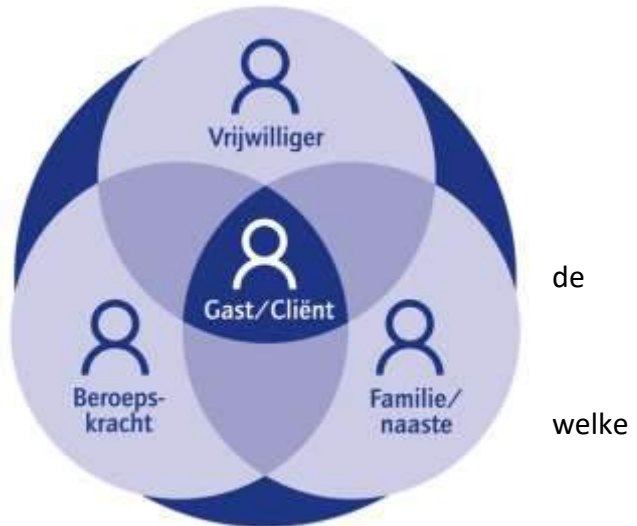 Vrijwilliger
Gast/Cliënt
de
Beroeps-
kracht
Familie/
naaste
welke